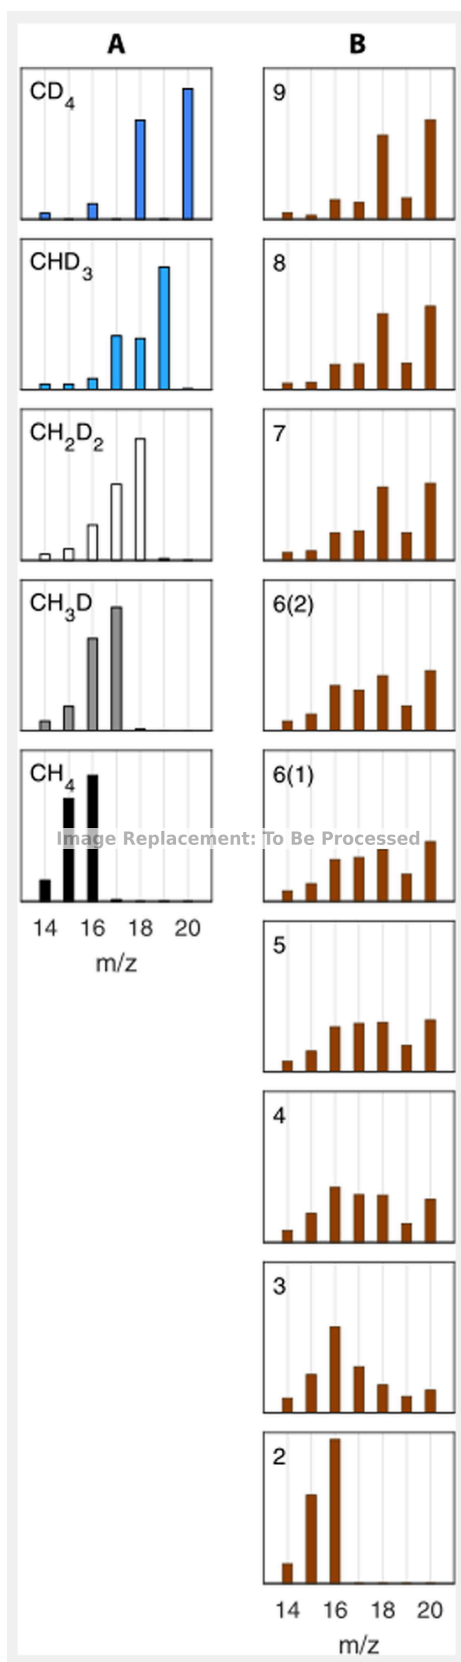 A
CD4
CHD3
CH2D2
CH3D
CH4
14 16 18 20
m/z
B
9
8
7
6(2)
6(1)
5
4
3
2
14 16 18 20
m/z
Image Replacement: To Be Processed